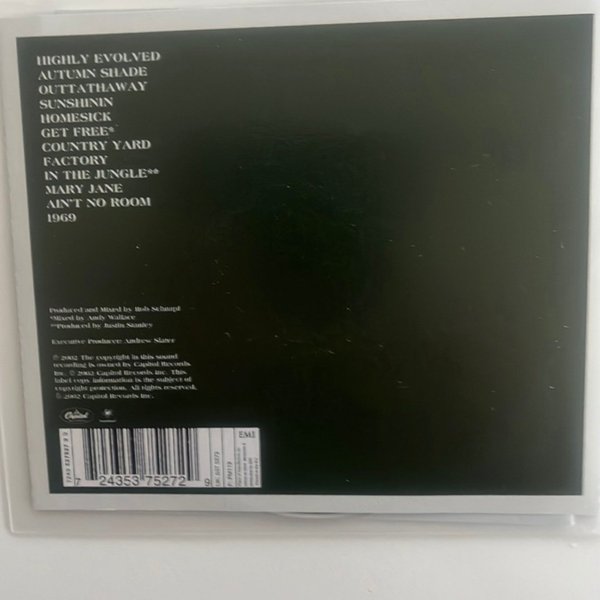 HIGHLY EVOLVED
AUTUMN SHADE
OUTTATHAWAY
SUNSHININ
HOMESICK
GET FREE*
COUNTRY YARD
FACTORY
IN THE JUNGLE**
MARY JANE
AIN'T NO ROOM
1969
Produced and Mixed by Rob Schnapf
*Mixed by Andy Wallace
**Produced by Justin Stanley
Executive Producer: Andrew Slater
℗ 2002 The copyright in this sound
recording is owned by Capitol Records
Inc. © 2002 Capitol Records Inc. This
label copy information is the subject of
copyright protection. All rights reserved.
© 2002 Capitol Records Inc.
Capitol
EMI
7 24353 75272 9